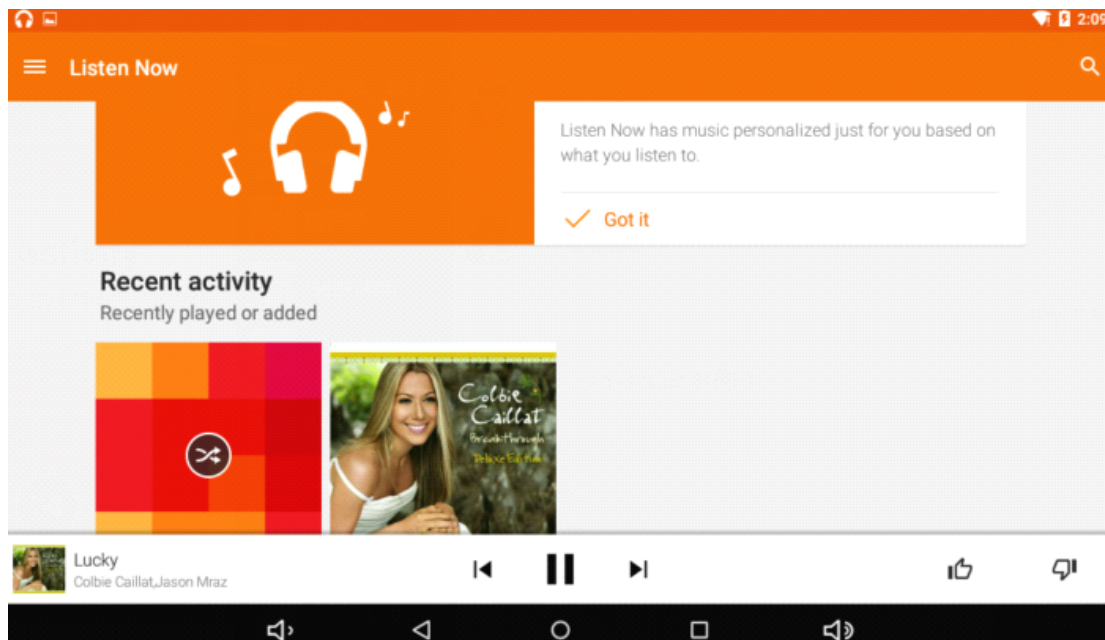 2:09
Listen Now
Listen Now has music personalized just for you based on
what you listen to.
Got it
Recent activity
Recently played or added
Colbie
Caillat
Breakthrough
Deluxe Edition
Lucky
Colbie Caillat,Jason Mraz